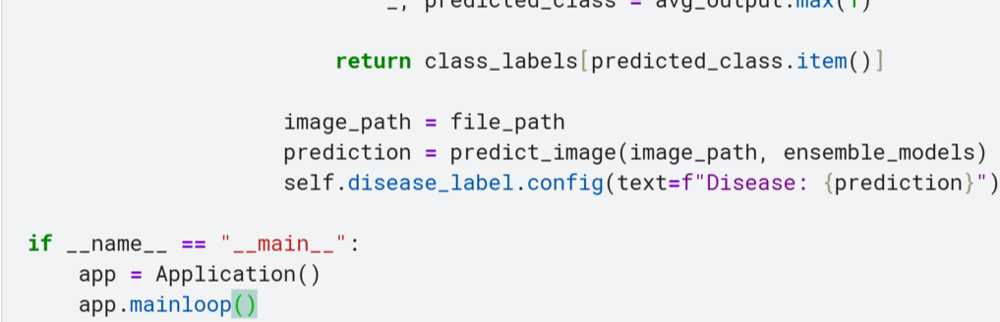 _, predicted_class = avg_output.max(1)
return class_labels[predicted_class.item()]
image_path = file_path
prediction = predict_image(image_path, ensemble_models)
self.disease_label.config(text=f"Disease: {prediction}")
if __name__ == "__main__":
app = Application()
app.mainloop()